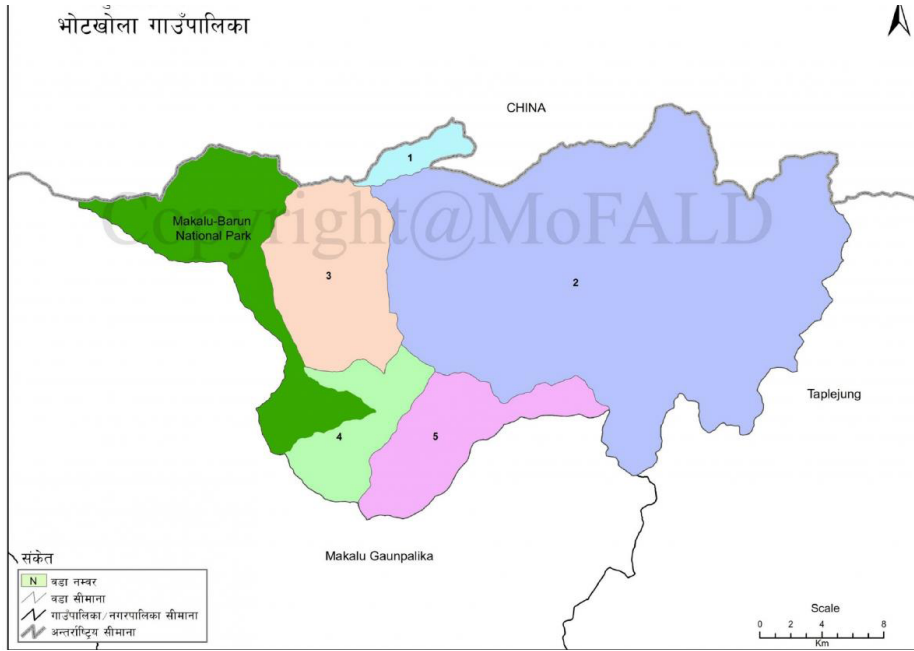 भोटखोला गाउँपालिका
CHINA
1
Makalu-Barun
National Park
Copyright@MoFALD
3
2
Taplejung
4
5
Makalu Gaunpalika
संकेत
N वडा नम्बर
वडा सीमाना
गाउँपालिका/नगरपालिका सीमाना
अन्तर्राष्ट्रिय सीमाना
Scale
0 2 4 8
Km